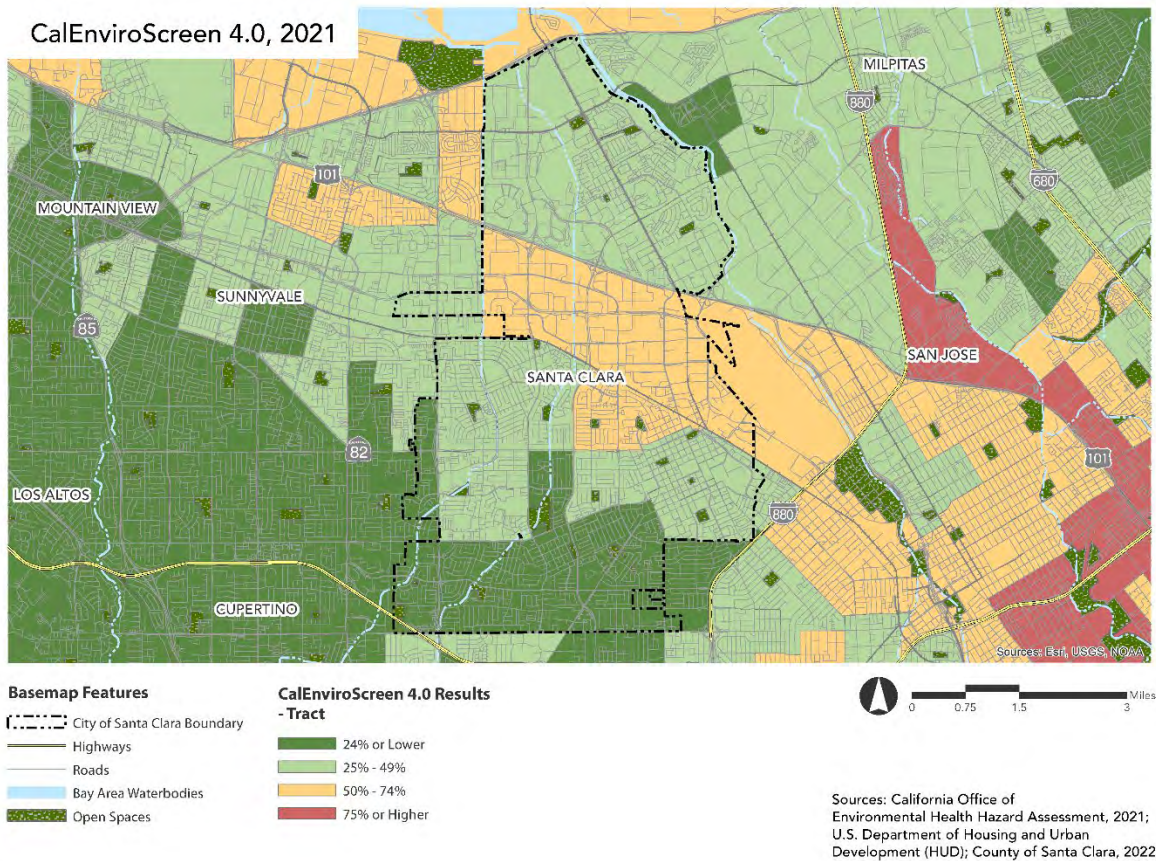 CalEnviroScreen 4.0, 2021
MILPITAS
880
101
680
MOUNTAIN VIEW
SUNNYVALE
85
SAN JOSE
SANTA CLARA
82
101
LOS ALTOS
880
CUPERTINO
Sources: Esri, USGS, NOAA
Basemap Features
City of Santa Clara Boundary
Highways
Roads
Bay Area Waterbodies
Open Spaces
CalEnviroScreen 4.0 Results
- Tract
24% or Lower
25% - 49%
50% - 74%
75% or Higher
Miles
0 0.75 1.5 3
Sources: California Office of
Environmental Health Hazard Assessment, 2021;
U.S. Department of Housing and Urban
Development (HUD); County of Santa Clara, 2022